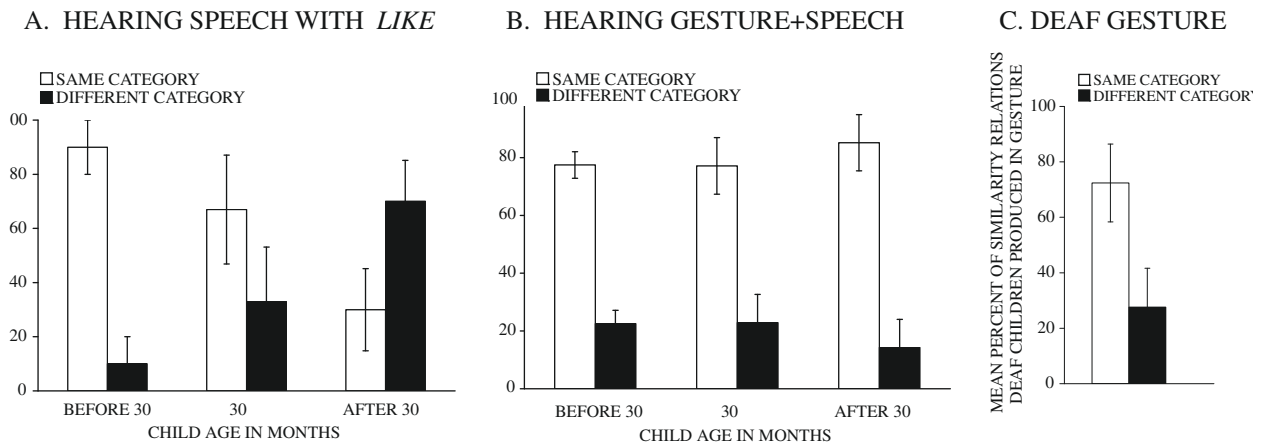 A. HEARING SPEECH WITH LIKE
SAME CATEGORY
DIFFERENT CATEGORY
00
80
60
40
20
0
BEFORE 30
30
AFTER 30
CHILD AGE IN MONTHS
B. HEARING GESTURE+SPEECH
SAME CATEGORY
DIFFERENT CATEGORY
100
80
60
40
20
0
BEFORE 30
30
AFTER 30
CHILD AGE IN MONTHS
C. DEAF GESTURE
MEAN PERCENT OF SIMILARITY RELATIONS
DEAF CHILDREN PRODUCED IN GESTURE
SAME CATEGORY
DIFFERENT CATEGORY
100
80
60
40
20
0